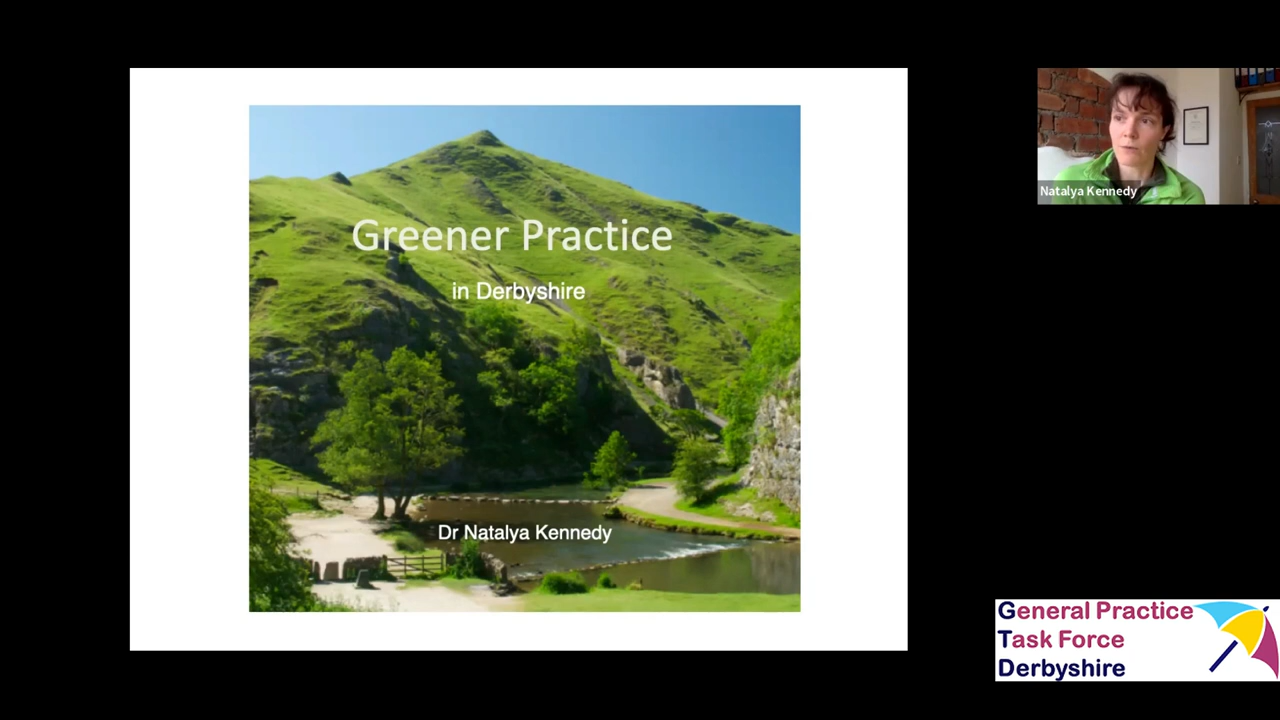 Greener Practice
in Derbyshire
Dr Natalya Kennedy
Natalya Kennedy
General Practice
Task Force
Derbyshire